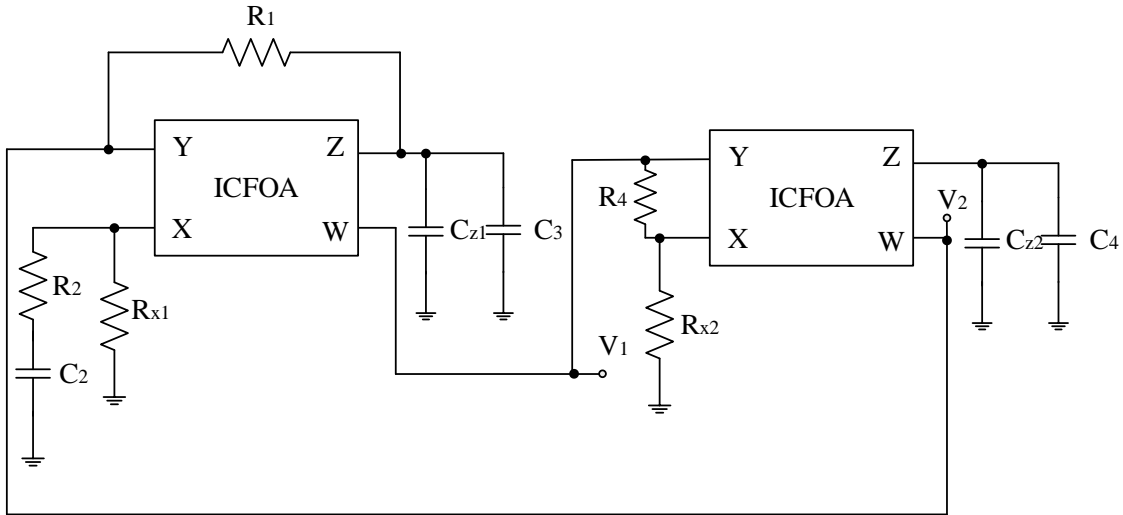 R1
Y
Z
ICFOA
X
W
R2
Rx1
C2
Cz1
C3
V1
R4
Y
Z
ICFOA
V2
X
W
Rx2
Cz2
C4